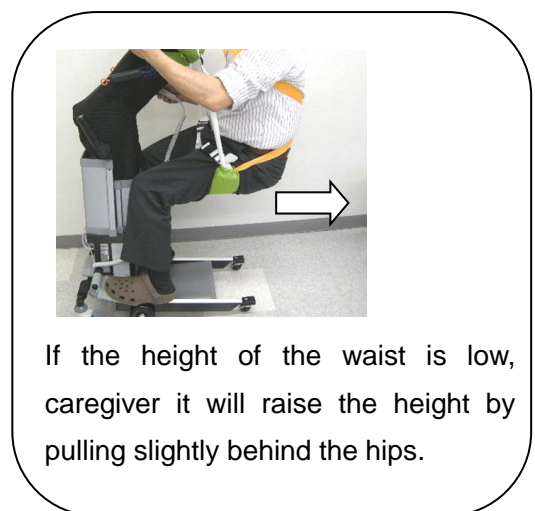 If the height of the waist is low,
caregiver it will raise the height by
pulling slightly behind the hips.